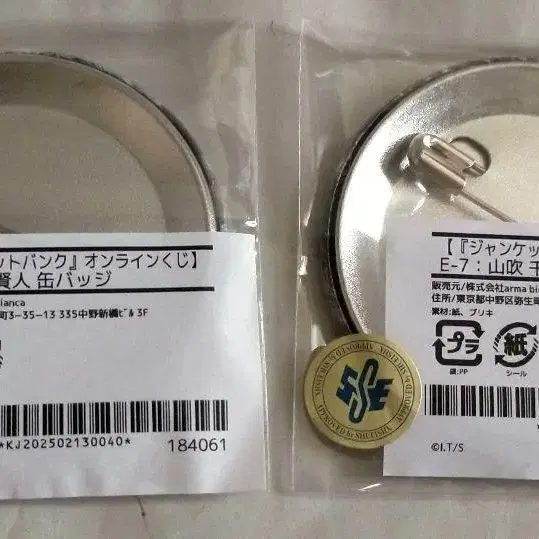 ットバンク』オンラインくじ】
賢人 缶バッジ
ianca
町3-35-13 335中野新橋ﾋﾞﾙ 3F
*KJ202502130040*
184061
【『ジャンケッ
E-7：山吹 千
販売元/株式会社arma bi
住所/東京都中野区弥生
素材:紙、ブリキ
プラ
紙
袋:PP
シール
APPROVED by SHUEISHA
©I.T/S